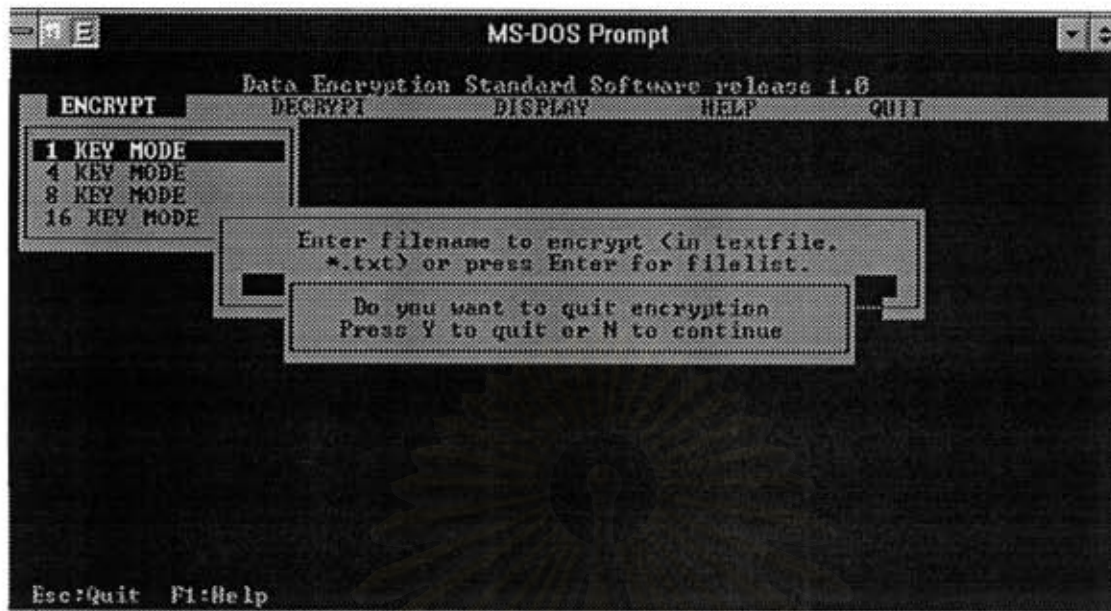 MS-DOS Prompt
Data Encryption Standard Software release 1.0
ENCRYPT DECRYPT DISPLAY HELP QUIT
1 KEY MODE
4 KEY MODE
8 KEY MODE
16 KEY MODE
Enter filename to encrypt (in textfile,
*.txt) or press Enter for filelist.
Do you want to quit encryption
Press Y to quit or N to continue
Esc:Quit F1:Help